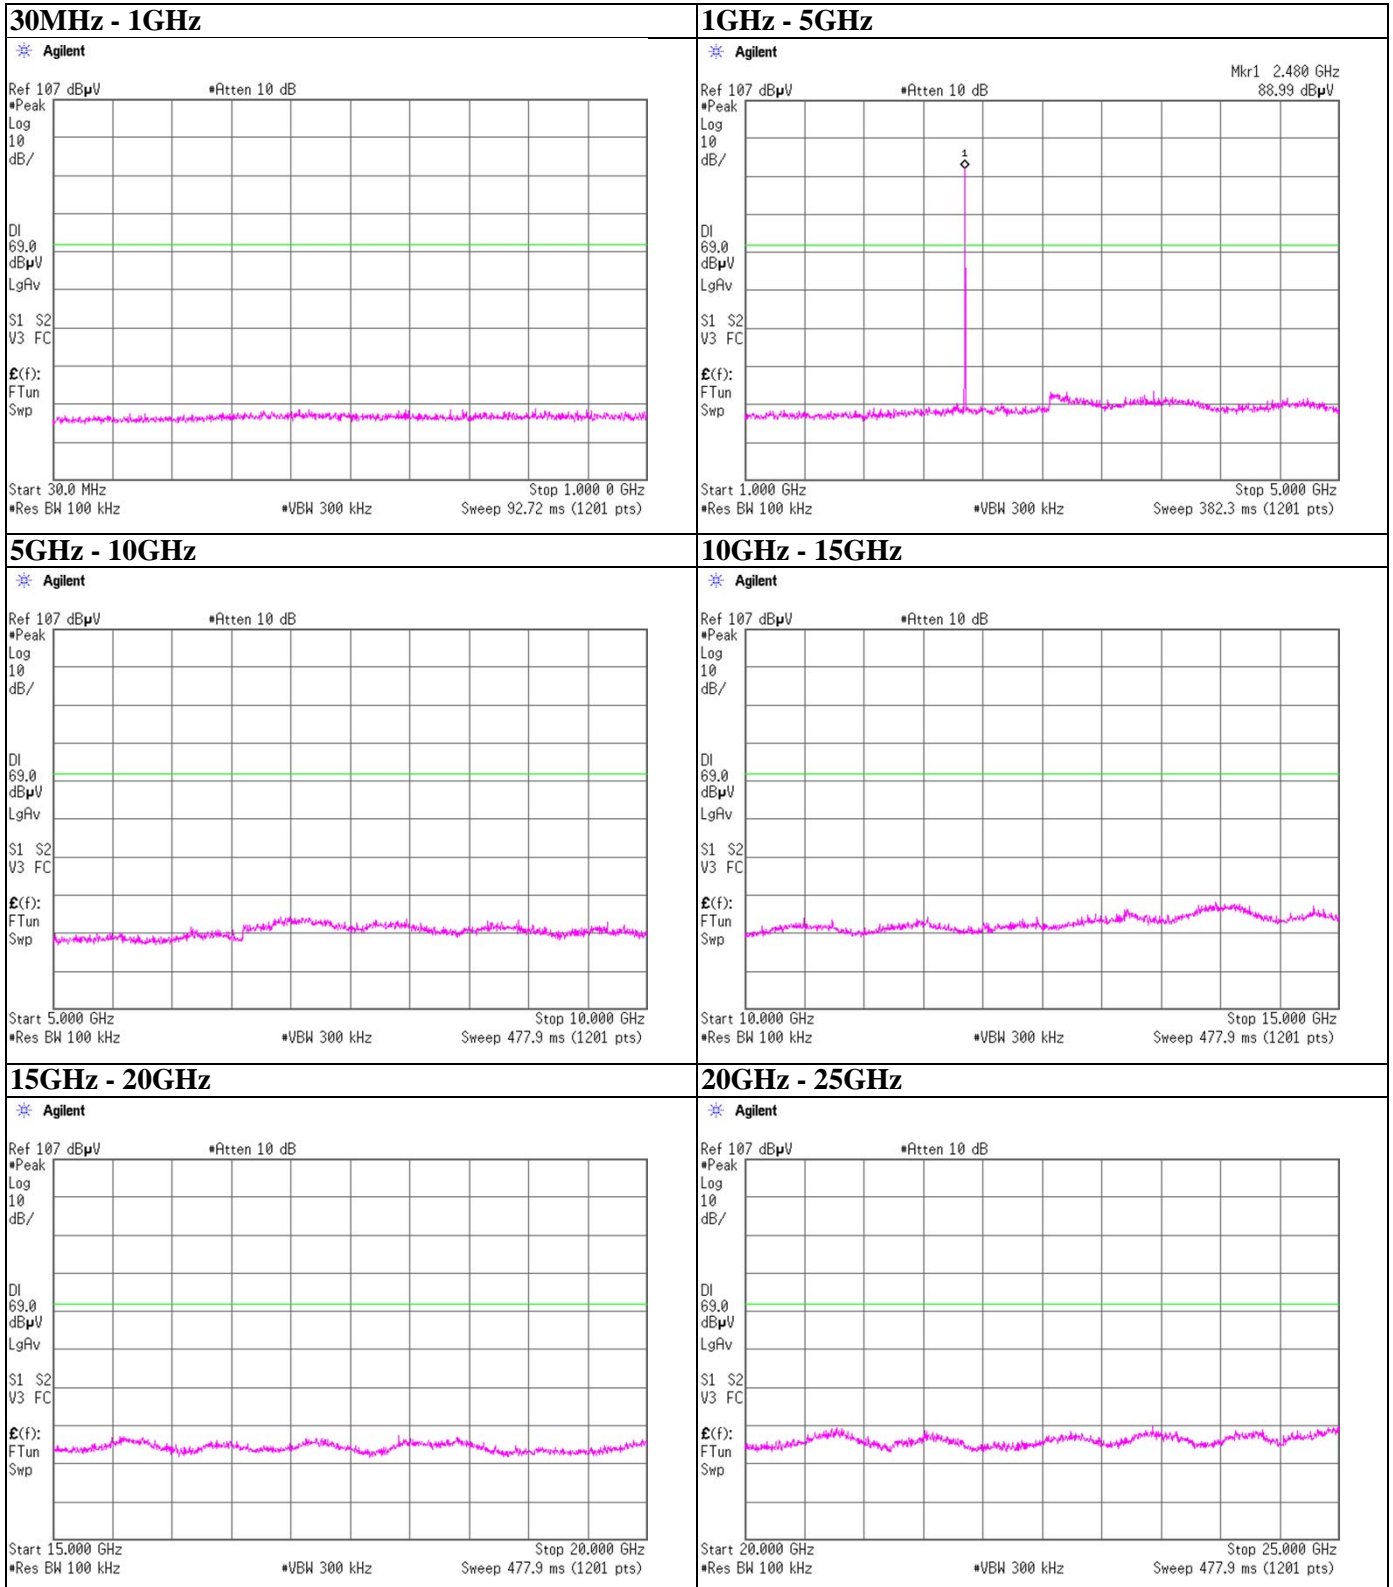 30MHz - 1GHz
Agilent
Ref 107 dBµV #Atten 10 dB
#Peak
Log
10
dB/
DI
69.0
dBµV
LgAv
S1 S2
V3 FC
£(f):
FTun
Swp
Start 30.0 MHz Stop 1.000 0 GHz
#Res BW 100 kHz #VBW 300 kHz Sweep 92.72 ms (1201 pts)
1GHz - 5GHz
Agilent
Mkr1 2.480 GHz
Ref 107 dBµV #Atten 10 dB 88.99 dBµV
#Peak
Log
10
dB/
1
DI
69.0
dBµV
LgAv
S1 S2
V3 FC
£(f):
FTun
Swp
Start 1.000 GHz Stop 5.000 GHz
#Res BW 100 kHz #VBW 300 kHz Sweep 382.3 ms (1201 pts)
5GHz - 10GHz
Agilent
Ref 107 dBµV #Atten 10 dB
#Peak
Log
10
dB/
DI
69.0
dBµV
LgAv
S1 S2
V3 FC
£(f):
FTun
Swp
Start 5.000 GHz Stop 10.000 GHz
#Res BW 100 kHz #VBW 300 kHz Sweep 477.9 ms (1201 pts)
10GHz - 15GHz
Agilent
Ref 107 dBµV #Atten 10 dB
#Peak
Log
10
dB/
DI
69.0
dBµV
LgAv
S1 S2
V3 FC
£(f):
FTun
Swp
Start 10.000 GHz Stop 15.000 GHz
#Res BW 100 kHz #VBW 300 kHz Sweep 477.9 ms (1201 pts)
15GHz - 20GHz
Agilent
Ref 107 dBµV #Atten 10 dB
#Peak
Log
10
dB/
DI
69.0
dBµV
LgAv
S1 S2
V3 FC
£(f):
FTun
Swp
Start 15.000 GHz Stop 20.000 GHz
#Res BW 100 kHz #VBW 300 kHz Sweep 477.9 ms (1201 pts)
20GHz - 25GHz
Agilent
Ref 107 dBµV #Atten 10 dB
#Peak
Log
10
dB/
DI
69.0
dBµV
LgAv
S1 S2
V3 FC
£(f):
FTun
Swp
Start 20.000 GHz Stop 25.000 GHz
#Res BW 100 kHz #VBW 300 kHz Sweep 477.9 ms (1201 pts)